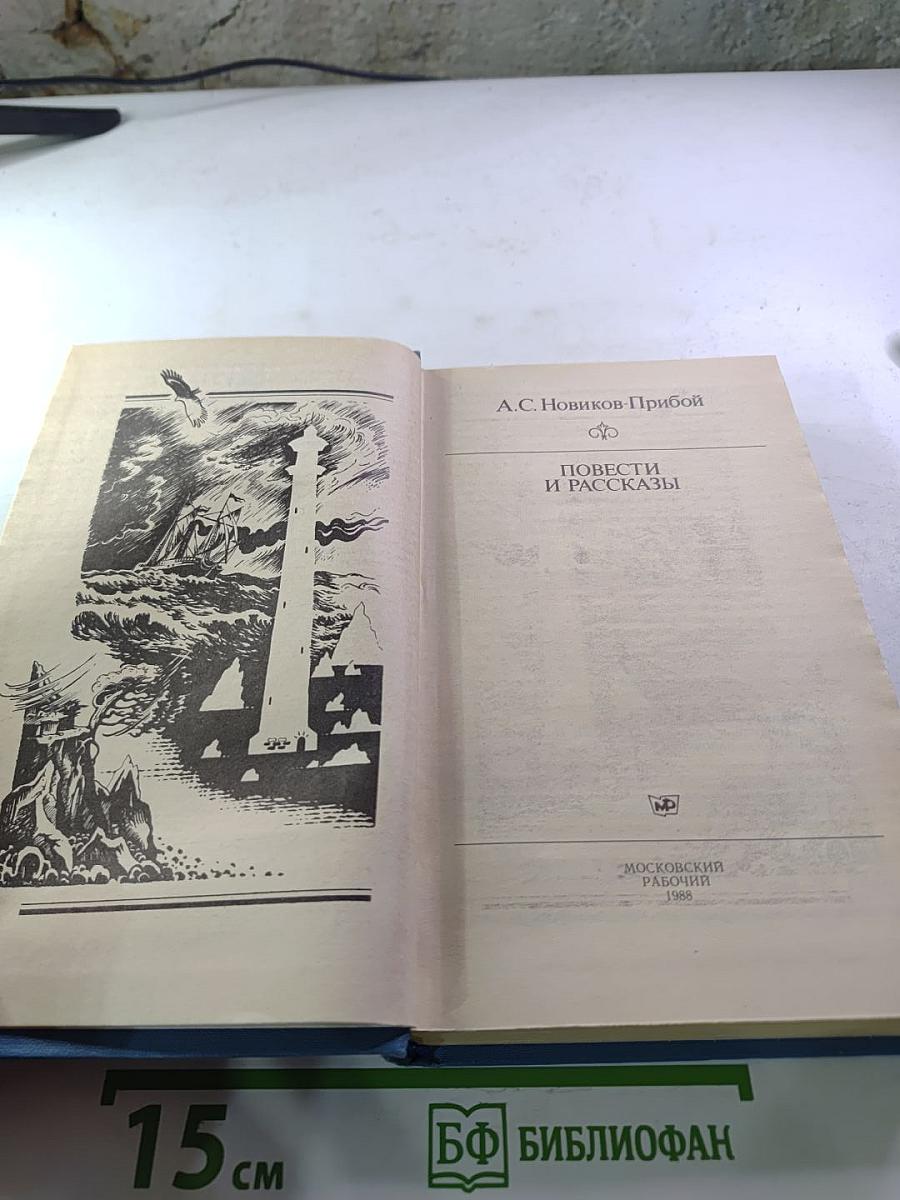 А.С. Новиков-Прибой
ПОВЕСТИ
И РАССКАЗЫ
МР
МОСКОВСКИЙ
РАБОЧИЙ
1988
15 см
БФ БИБЛИОФАН